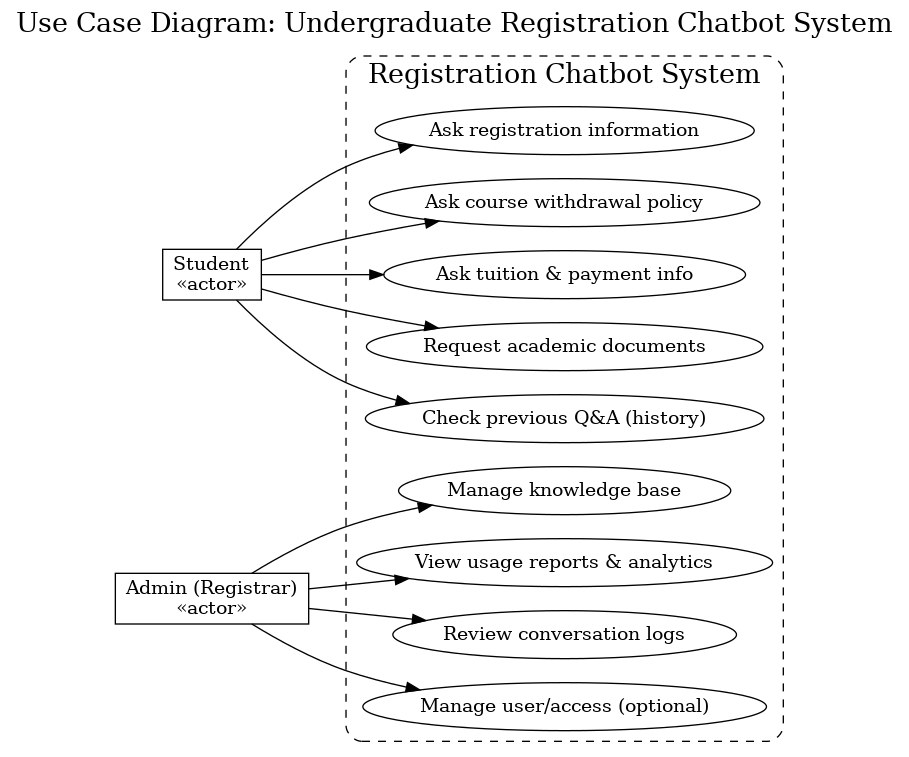 Use Case Diagram: Undergraduate Registration Chatbot System
Registration Chatbot System
Ask registration information
Ask course withdrawal policy
Student
«actor»
Ask tuition & payment info
Request academic documents
Check previous Q&A (history)
Manage knowledge base
View usage reports & analytics
Admin (Registrar)
«actor»
Review conversation logs
Manage user/access (optional)